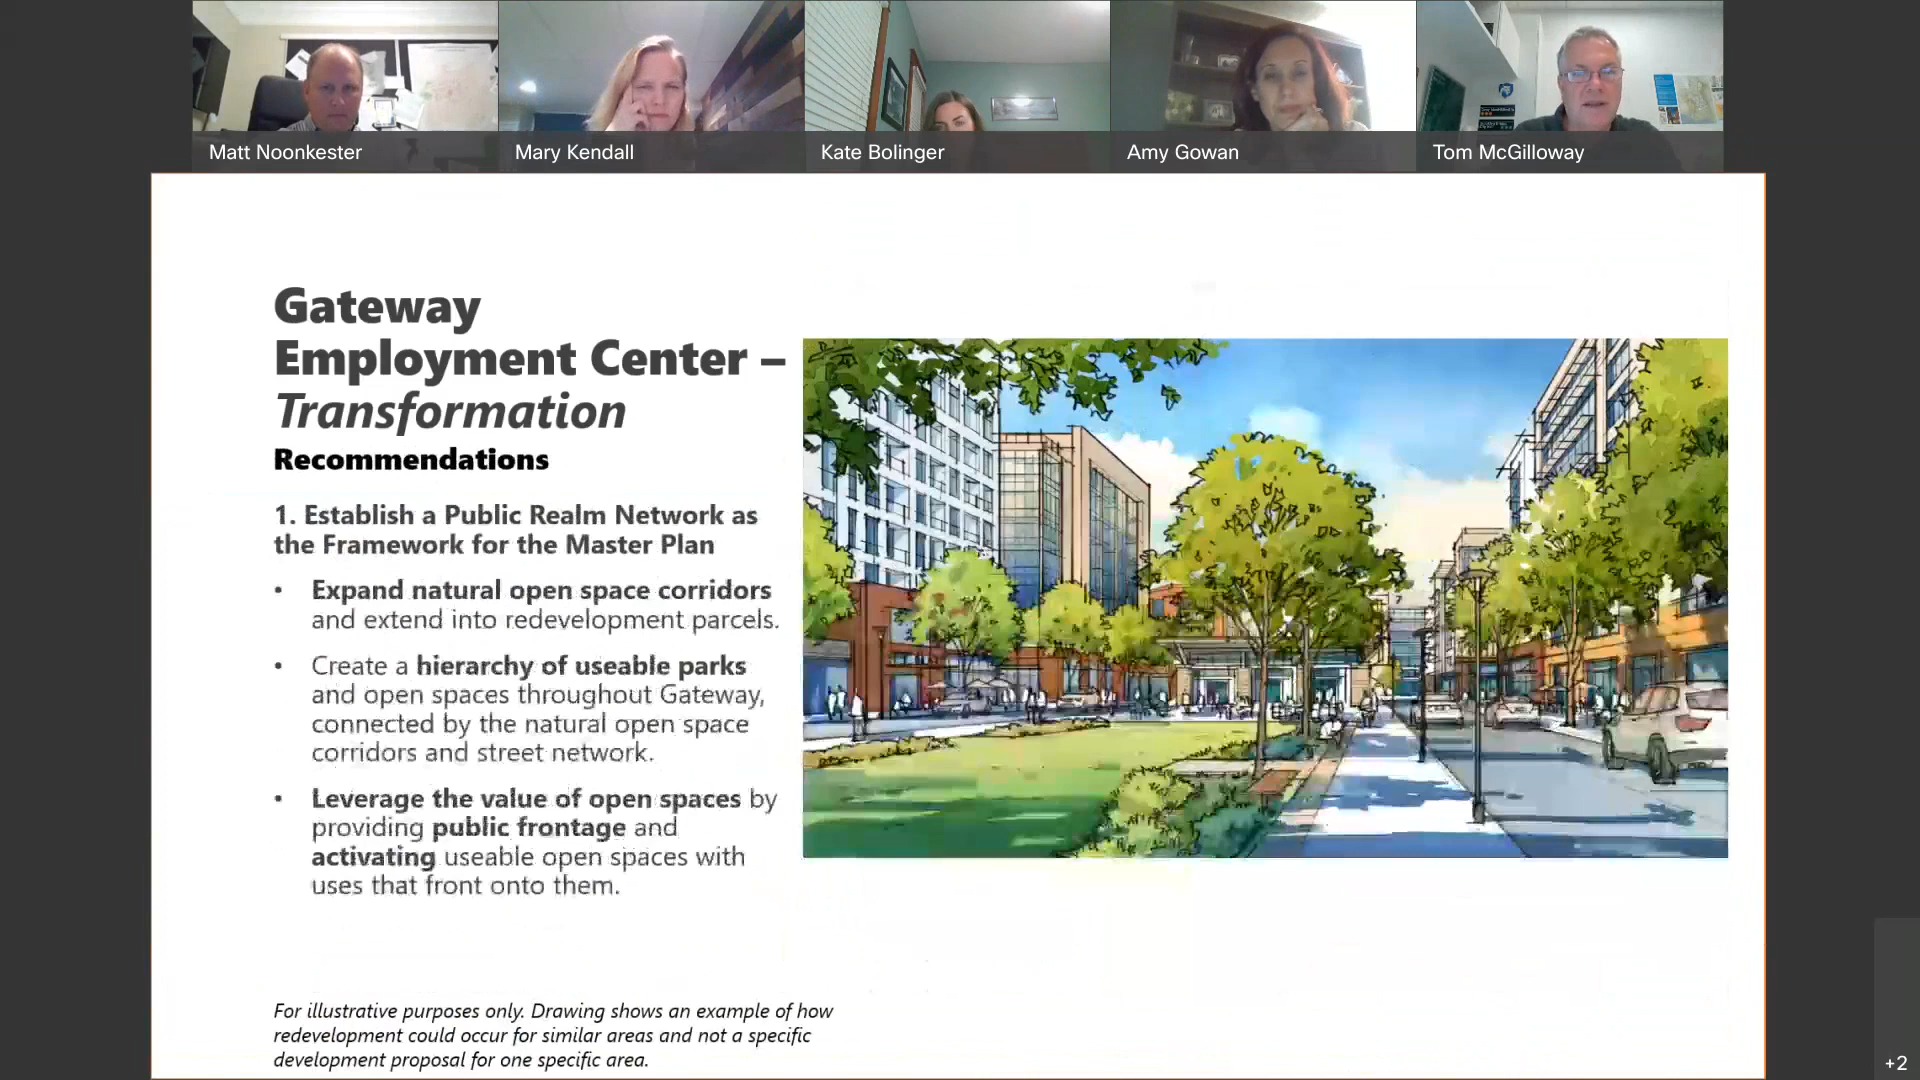 Matt Noonkester
Mary Kendall
Kate Bolinger
Amy Gowan
Tom McGilloway
Gateway
Employment Center –
Transformation
Recommendations
1. Establish a Public Realm Network as
the Framework for the Master Plan
• Expand natural open space corridors
and extend into redevelopment parcels.
• Create a hierarchy of useable parks
and open spaces throughout Gateway,
connected by the natural open space
corridors and street network.
• Leverage the value of open spaces by
providing public frontage and
activating useable open spaces with
uses that front onto them.
For illustrative purposes only. Drawing shows an example of how
redevelopment could occur for similar areas and not a specific
development proposal for one specific area.
+2